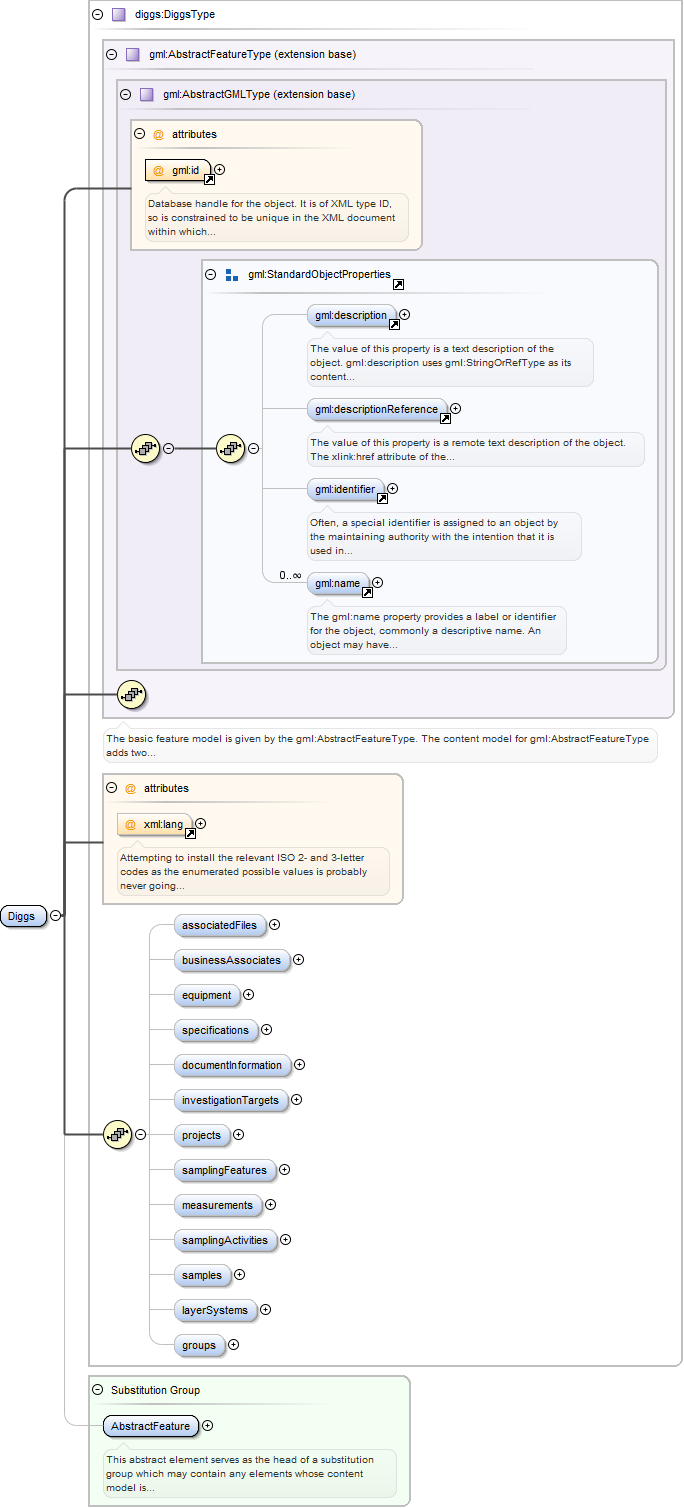 diggs:DiggsType
gml:AbstractFeatureType (extension base)
gml:AbstractGMLType (extension base)
@ attributes
@ gml:id
Database handle for the object. It is of XML type ID,
so is constrained to be unique in the XML document
within which...
gml:StandardObjectProperties
gml:description
The value of this property is a text description of the
object. gml:description uses gml:StringOrRefType as its
content...
gml:descriptionReference
The value of this property is a remote text description of the object.
The xlink:href attribute of the...
gml:identifier
Often, a special identifier is assigned to an object by
the maintaining authority with the intention that it is
used in...
0..∞
gml:name
The gml:name property provides a label or identifier
for the object, commonly a descriptive name. An
object may have...
The basic feature model is given by the gml:AbstractFeatureType. The content model for gml:AbstractFeatureType
adds two...
@ attributes
@ xml:lang
Attempting to install the relevant ISO 2- and 3-letter
codes as the enumerated possible values is probably
never going...
Diggs
associatedFiles
businessAssociates
equipment
specifications
documentInformation
investigationTargets
projects
samplingFeatures
measurements
samplingActivities
samples
layerSystems
groups
Substitution Group
AbstractFeature
This abstract element serves as the head of a substitution
group which may contain any elements whose content
model is...